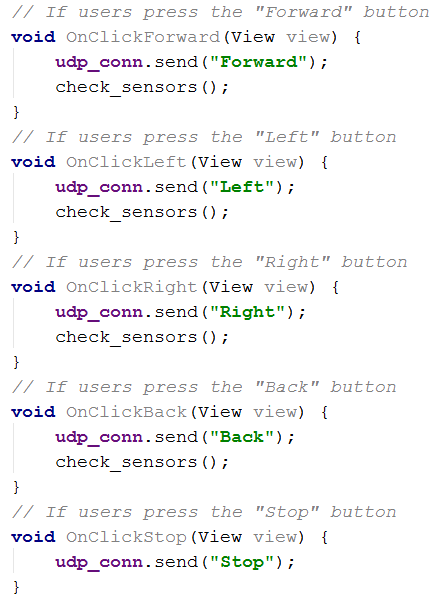 // If users press the "Forward" button
void OnClickForward(View view) {
    udp_conn.send("Forward");
    check_sensors();
}
// If users press the "Left" button
void OnClickLeft(View view) {
    udp_conn.send("Left");
    check_sensors();
}
// If users press the "Right" button
void OnClickRight(View view) {
    udp_conn.send("Right");
    check_sensors();
}
// If users press the "Back" button
void OnClickBack(View view) {
    udp_conn.send("Back");
    check_sensors();
}
// If users press the "Stop" button
void OnClickStop(View view) {
    udp_conn.send("Stop");
}